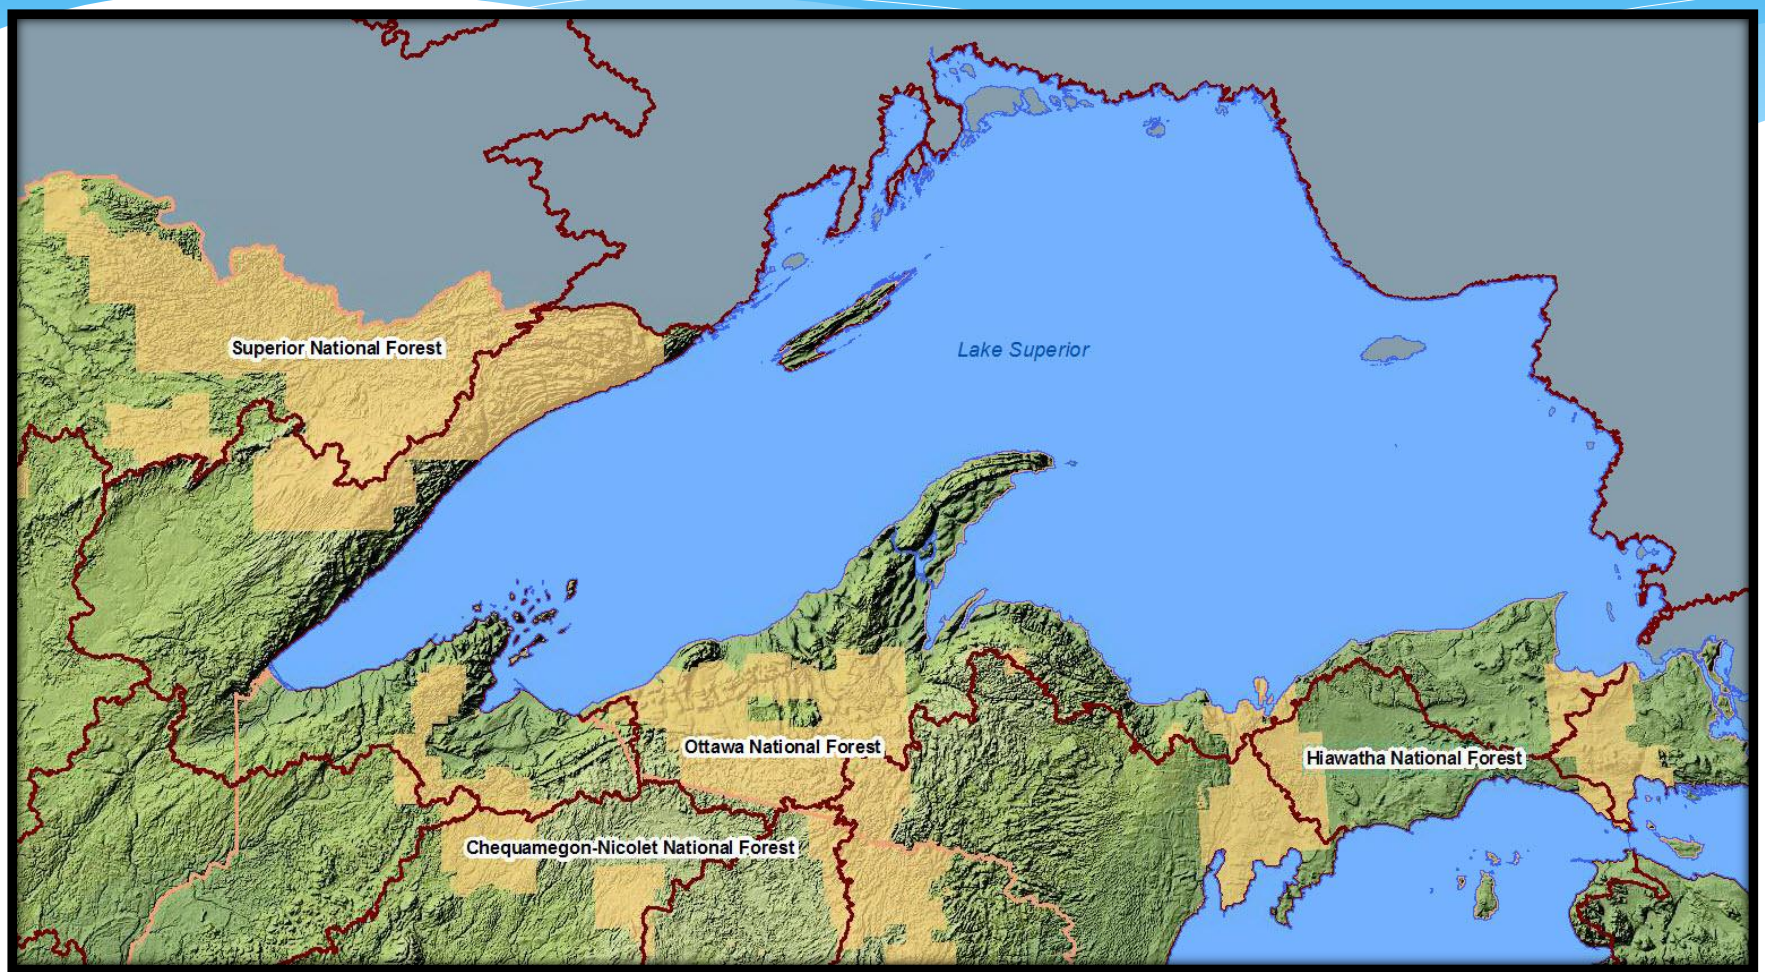 Superior National Forest
Lake Superior
Ottawa National Forest
Hiawatha National Forest
Chequamegon-Nicolet National Forest